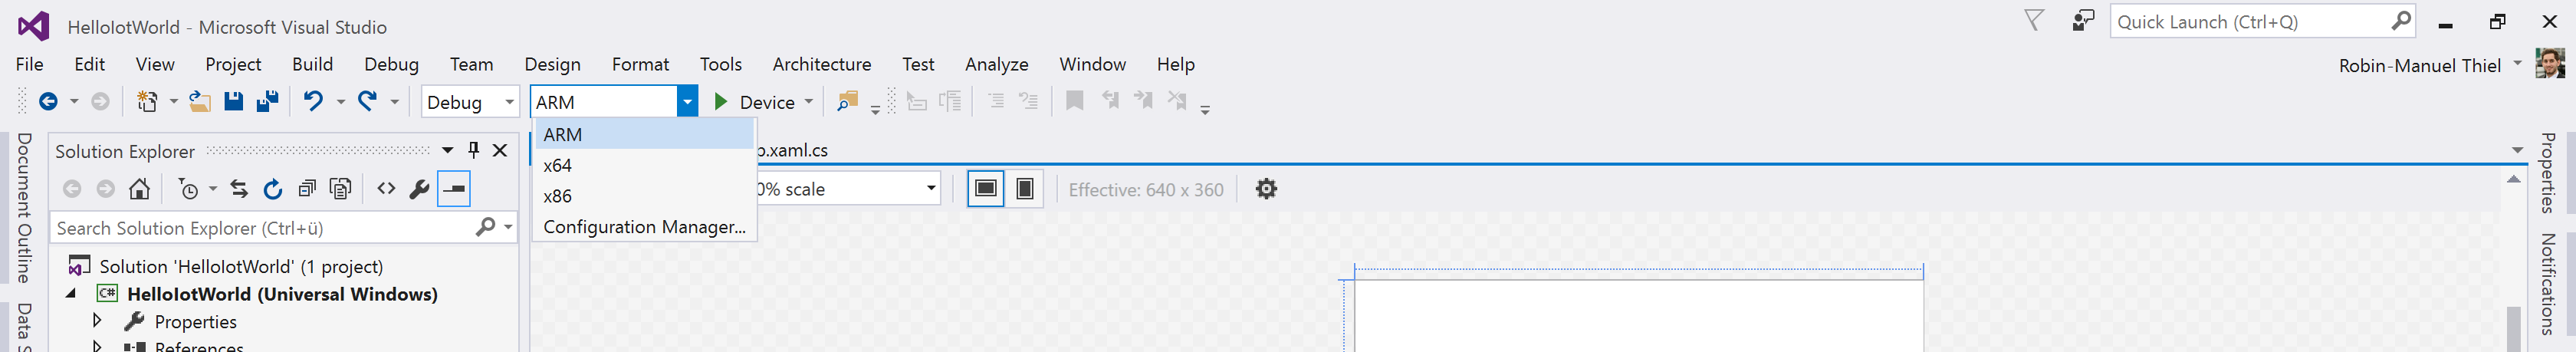 HelloIotWorld - Microsoft Visual Studio
Quick Launch (Ctrl+Q)
File Edit View Project Build Debug Team Design Format Tools Architecture Test Analyze Window Help
Robin-Manuel Thiel
Debug ARM Device
ARM
x64
x86
Configuration Manager...
Document Outline
Solution Explorer
Search Solution Explorer (Ctrl+ü)
Solution 'HelloIotWorld' (1 project)
C# HelloIotWorld (Universal Windows)
Properties
References
p.xaml.cs
0% scale
Effective: 640 x 360
Properties
Notifications